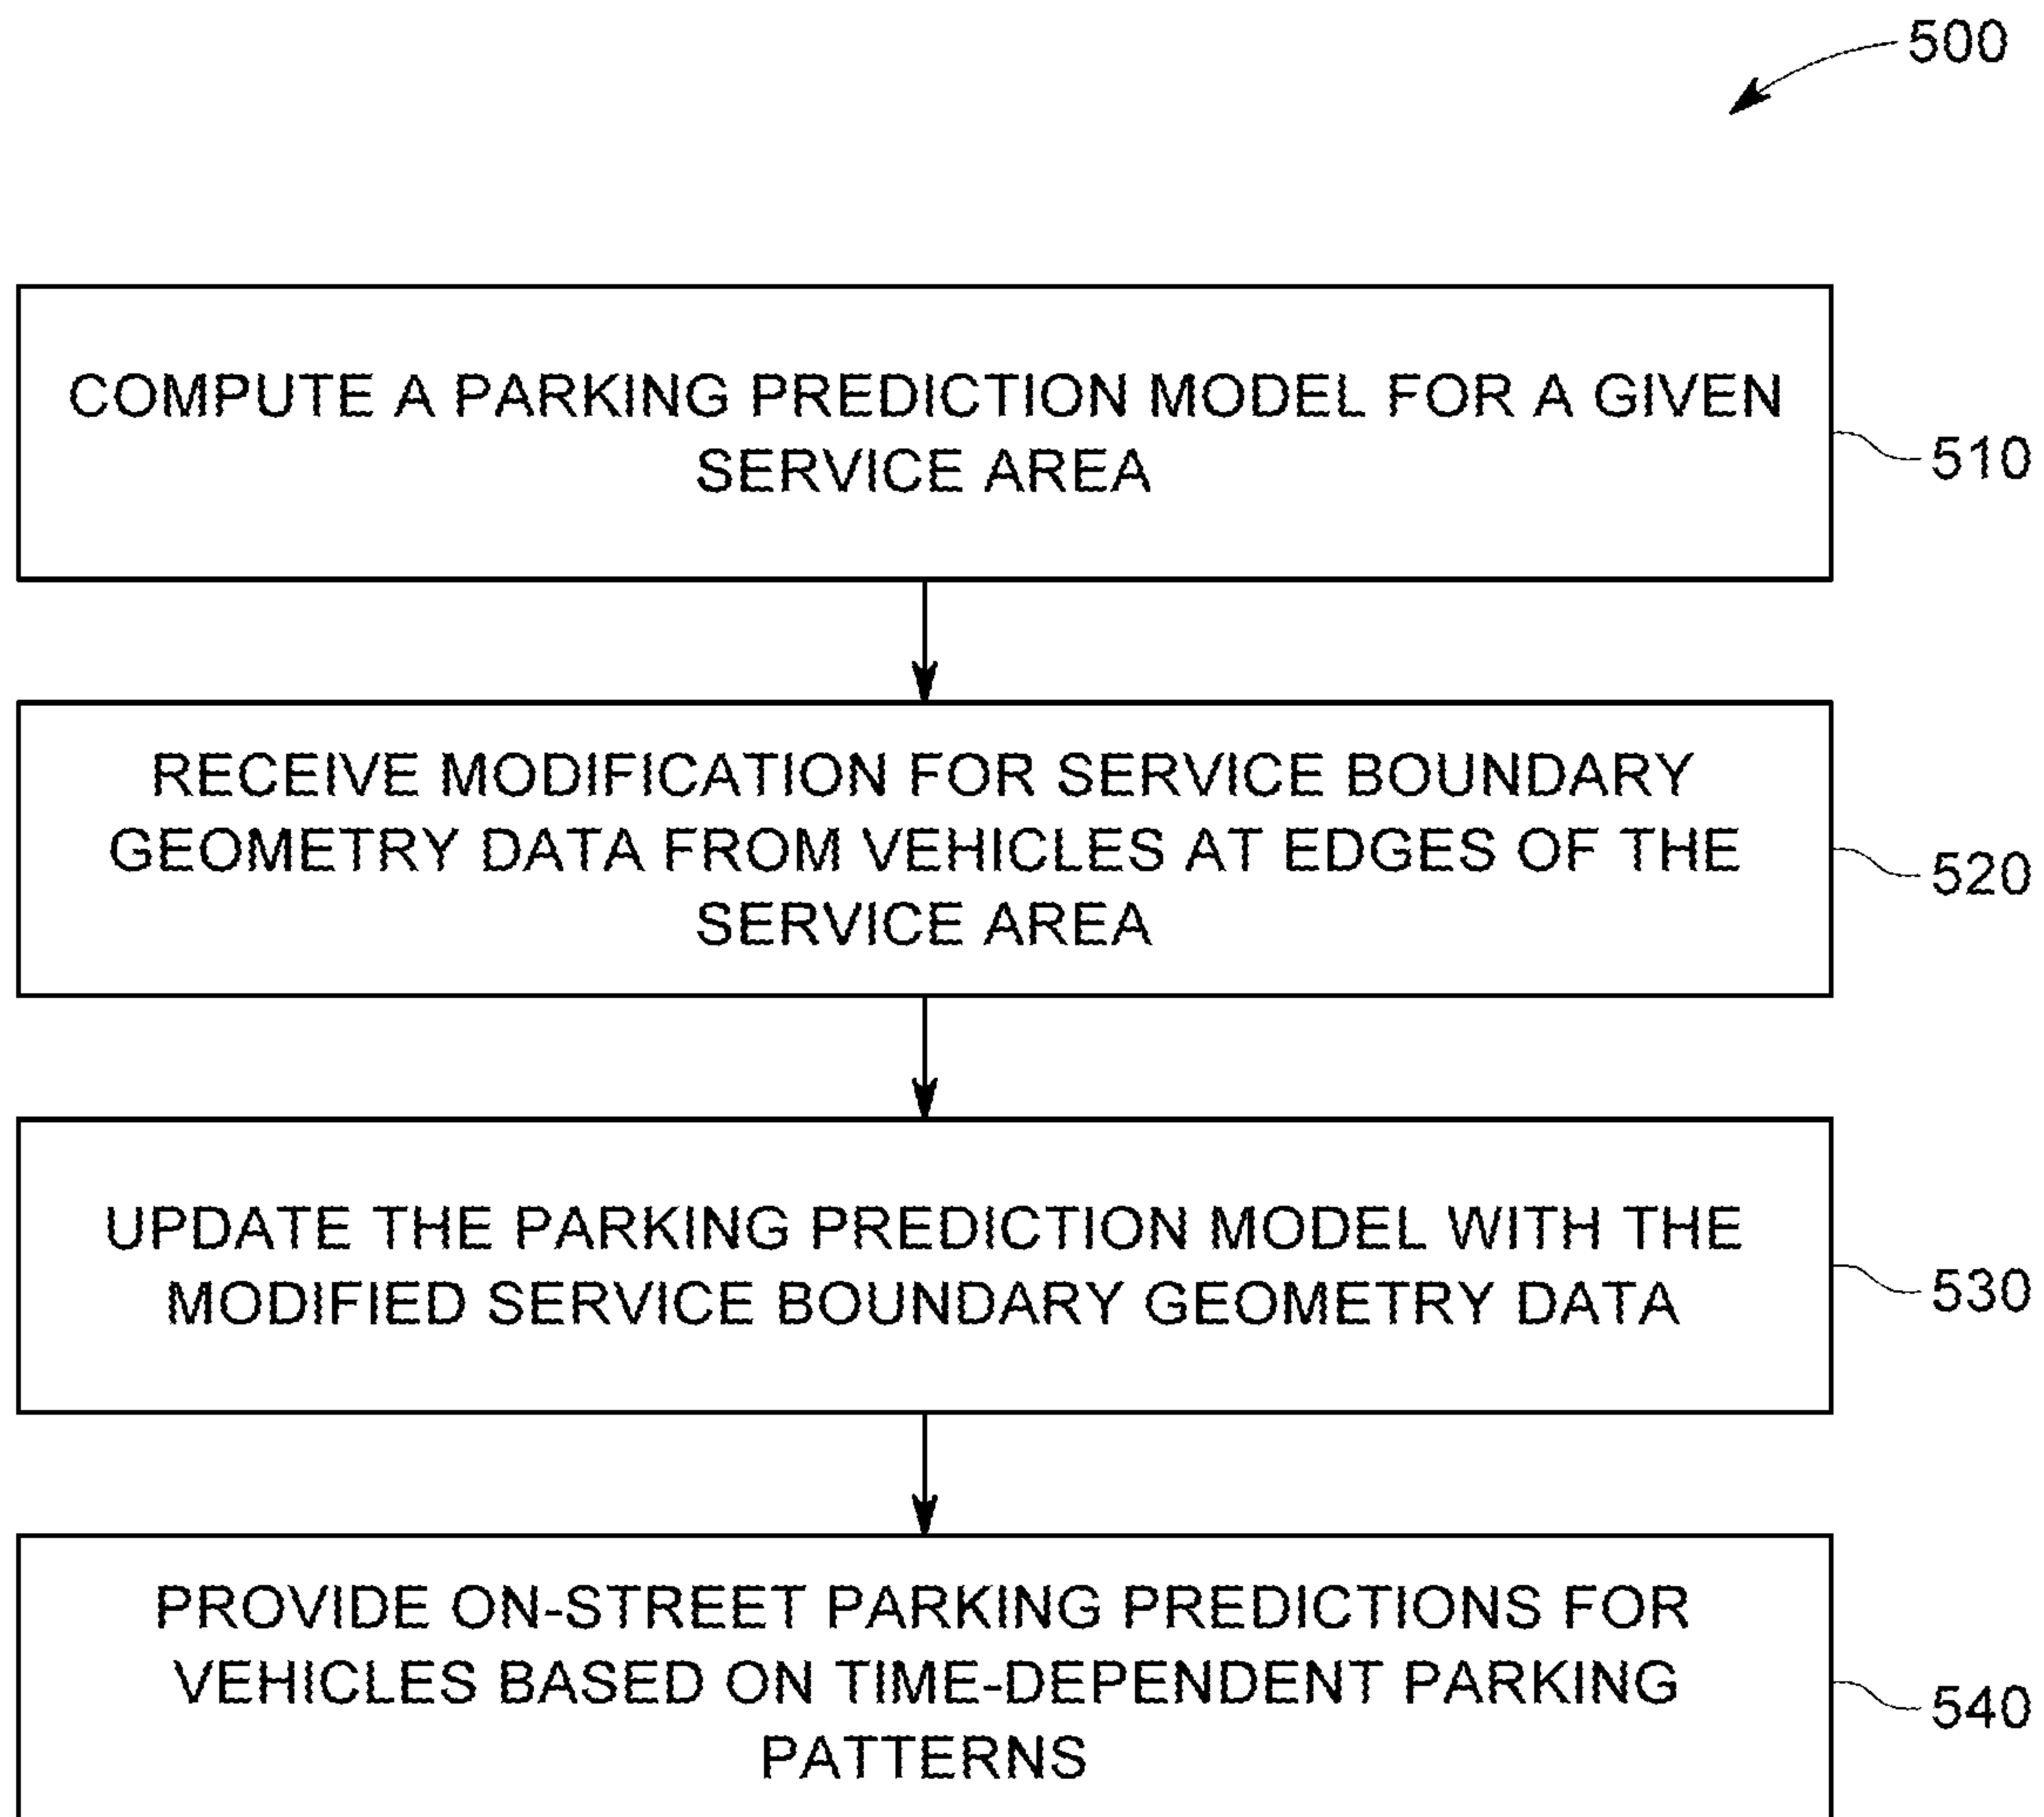 500
COMPUTE A PARKING PREDICTION MODEL FOR A GIVEN
SERVICE AREA
510
RECEIVE MODIFICATION FOR SERVICE BOUNDARY
GEOMETRY DATA FROM VEHICLES AT EDGES OF THE
SERVICE AREA
520
UPDATE THE PARKING PREDICTION MODEL WITH THE
MODIFIED SERVICE BOUNDARY GEOMETRY DATA
530
PROVIDE ON-STREET PARKING PREDICTIONS FOR
VEHICLES BASED ON TIME-DEPENDENT PARKING
PATTERNS
540